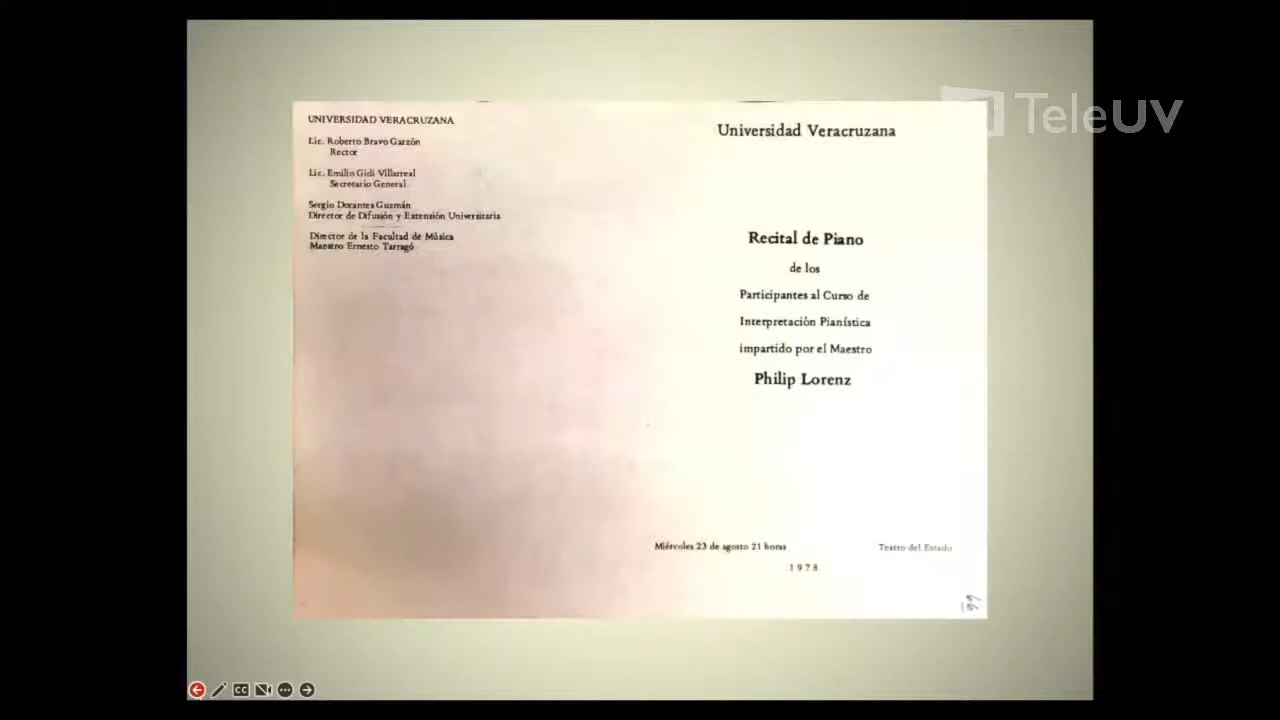 TeleUV
UNIVERSIDAD VERACRUZANA
Lic. Roberto Bravo Garzón
Rector
Lic. Emilio Gidi Villarreal
Secretario General
Sergio Dorantes Guzmán
Director de Difusión y Extensión Universitaria
Director de la Facultad de Música
Maestro Ernesto Tarragó
Universidad Veracruzana
Recital de Piano
de los
Participantes al Curso de
Interpretación Pianística
impartido por el Maestro
Philip Lorenz
Miércoles 23 de agosto 21 horas
Teatro del Estado
1978
CC